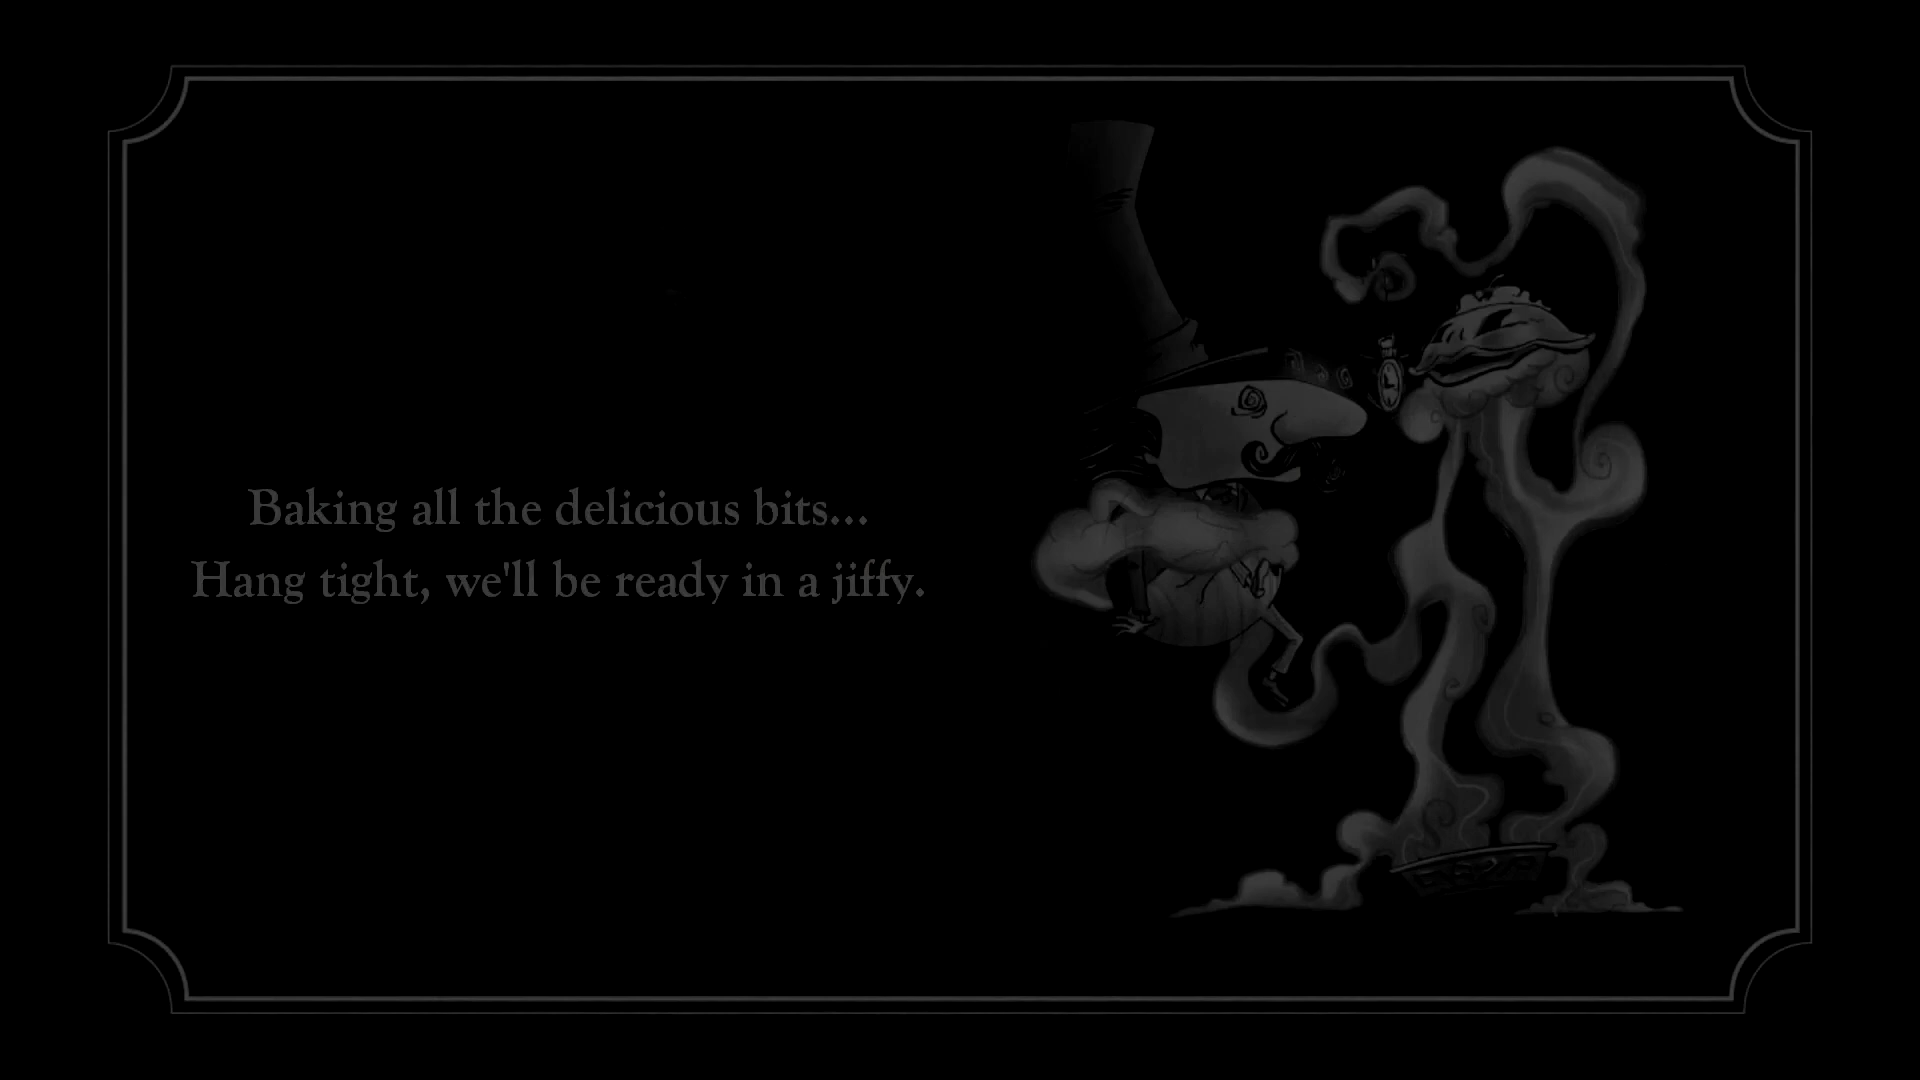 Baking all the delicious bits...
Hang tight, we'll be ready in a jiffy.